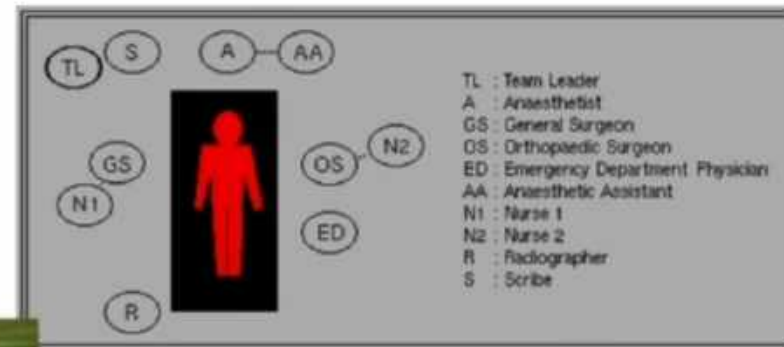 TL
S
A
AA
GS
N1
OS
N2
ED
R
TL : Team Leader
A : Anaesthetist
GS : General Surgeon
OS : Orthopaedic Surgeon
ED : Emergency Department Physician
AA : Anaesthetic Assistant
N1 : Nurse 1
N2 : Nurse 2
R : Radiographer
S : Scribe